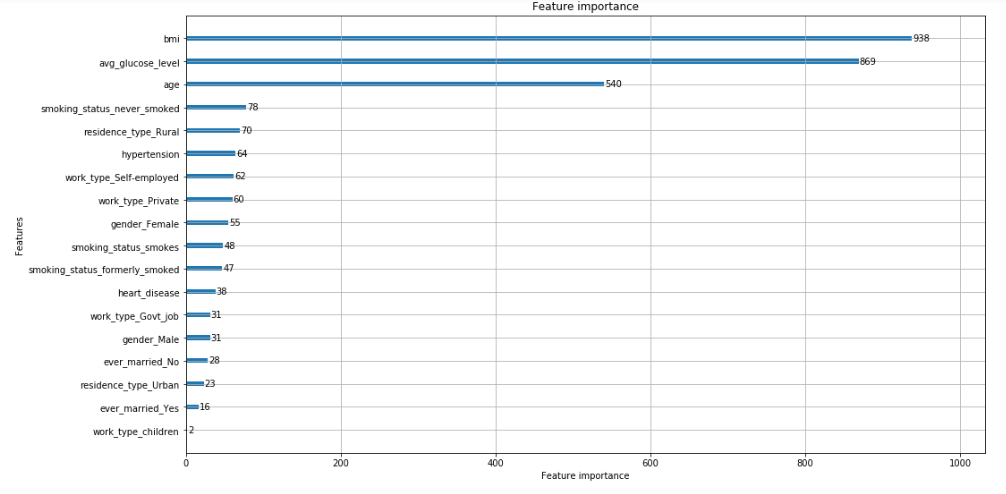 Feature importance
bmi 938
avg_glucose_level 869
age 540
smoking_status_never_smoked 78
residence_type_Rural 70
hypertension 64
work_type_Self-employed 62
work_type_Private 60
gender_Female 55
smoking_status_smokes 48
smoking_status_formerly_smoked 47
heart_disease 38
work_type_Govt_job 31
gender_Male 31
ever_married_No 28
residence_type_Urban 23
ever_married_Yes 16
work_type_children 2
Features
0 200 400 600 800 1000
Feature importance